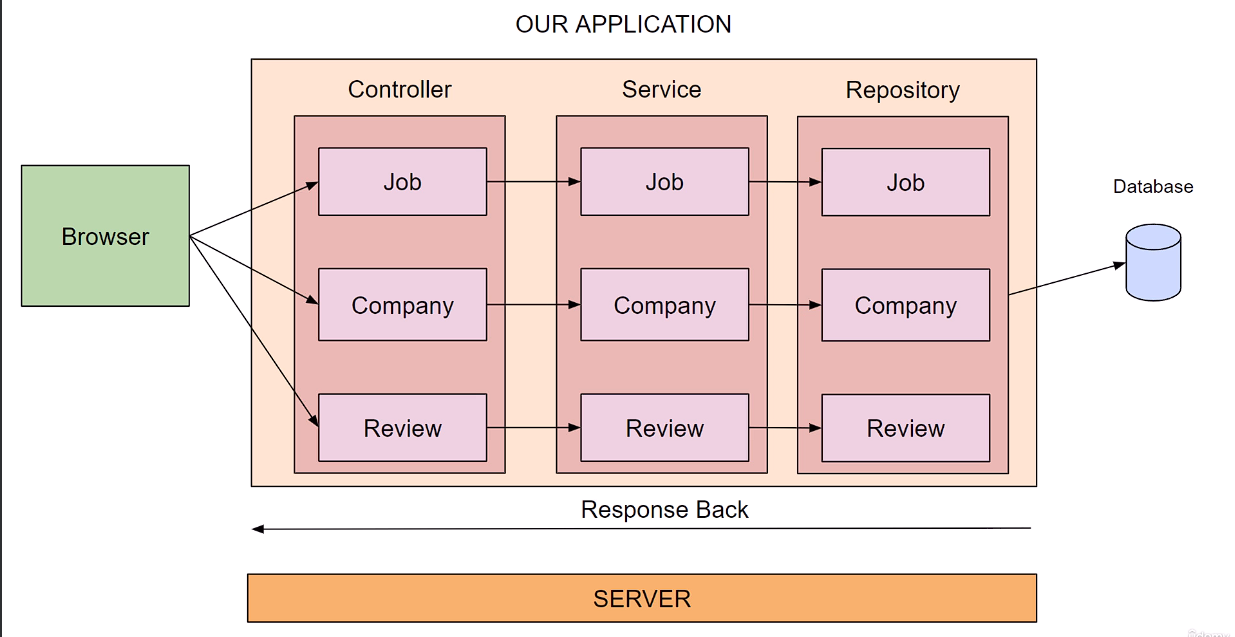 OUR APPLICATION
Controller
Service
Repository
Browser
Job
Job
Job
Database
Company
Company
Company
Review
Review
Review
Response Back
SERVER